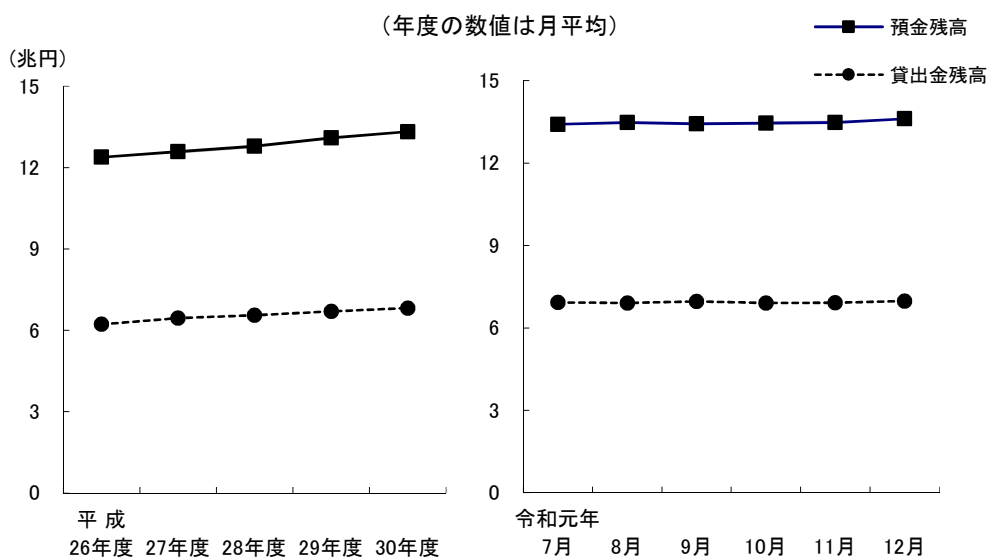 （年度の数値は月平均）
預金残高
貸出金残高
（兆円）
15
12
9
6
3
0
平 成
26年度 27年度 28年度 29年度 30年度
15
12
9
6
3
0
令和元年
7月 8月 9月 10月 11月 12月